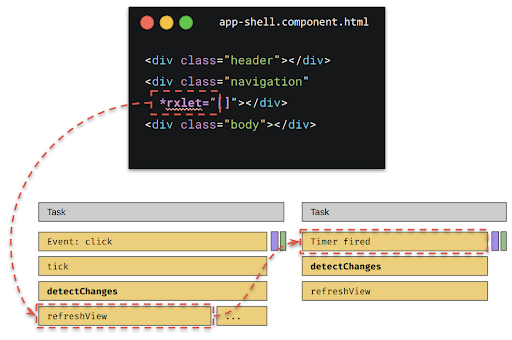 app-shell.component.html
<div class="header"></div>
<div class="navigation"
*rxlet="[]"></div>
<div class="body"></div>
Task
Task
Event: click
Timer fired
tick
detectChanges
detectChanges
refreshView
refreshView
...